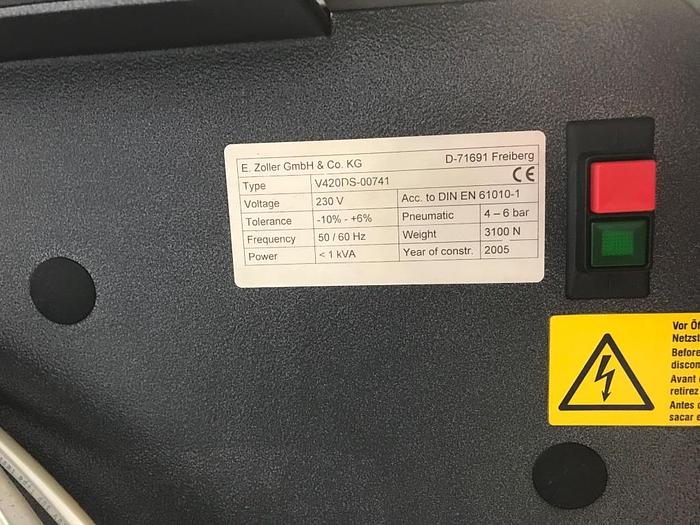 E. Zoller GmbH & Co. KG D-71691 Freiberg
Type V420DS-00741 CE
Voltage 230 V Acc. to DIN EN 61010-1
Tolerance -10% - +6% Pneumatic 4 – 6 bar
Frequency 50 / 60 Hz Weight 3100 N
Power < 1 kVA Year of constr. 2005
Vor
Netzst
Before
discon
Avant
retirez
Antes
sacar